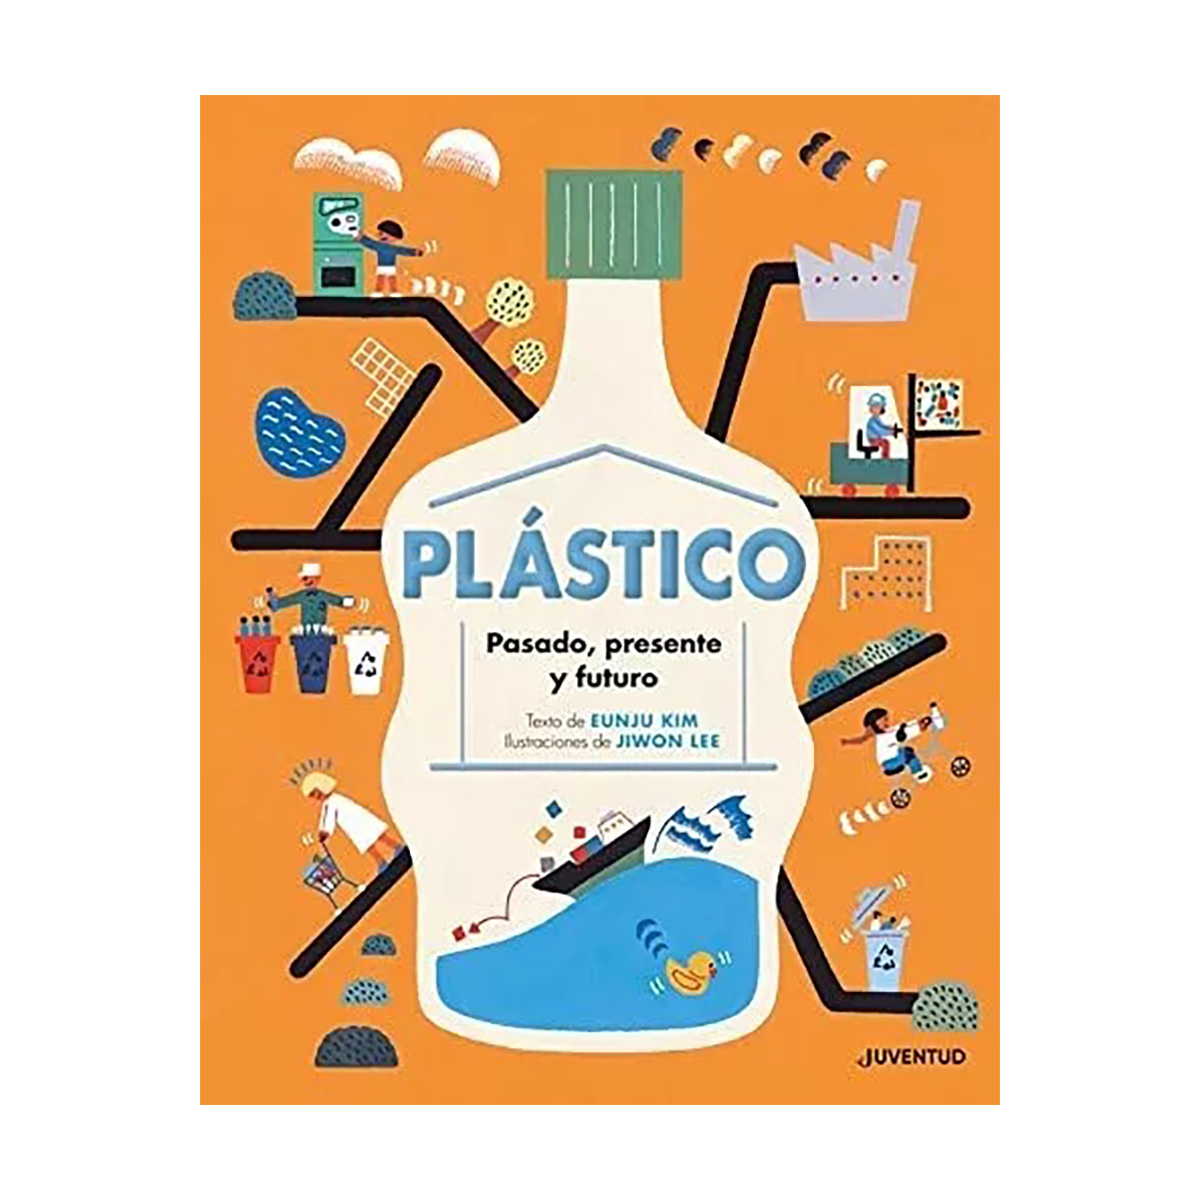 PLÁSTICO
Pasado, presente
y futuro
Texto de EUNJU KIM
Ilustraciones de JIWON LEE
JUVENTUD